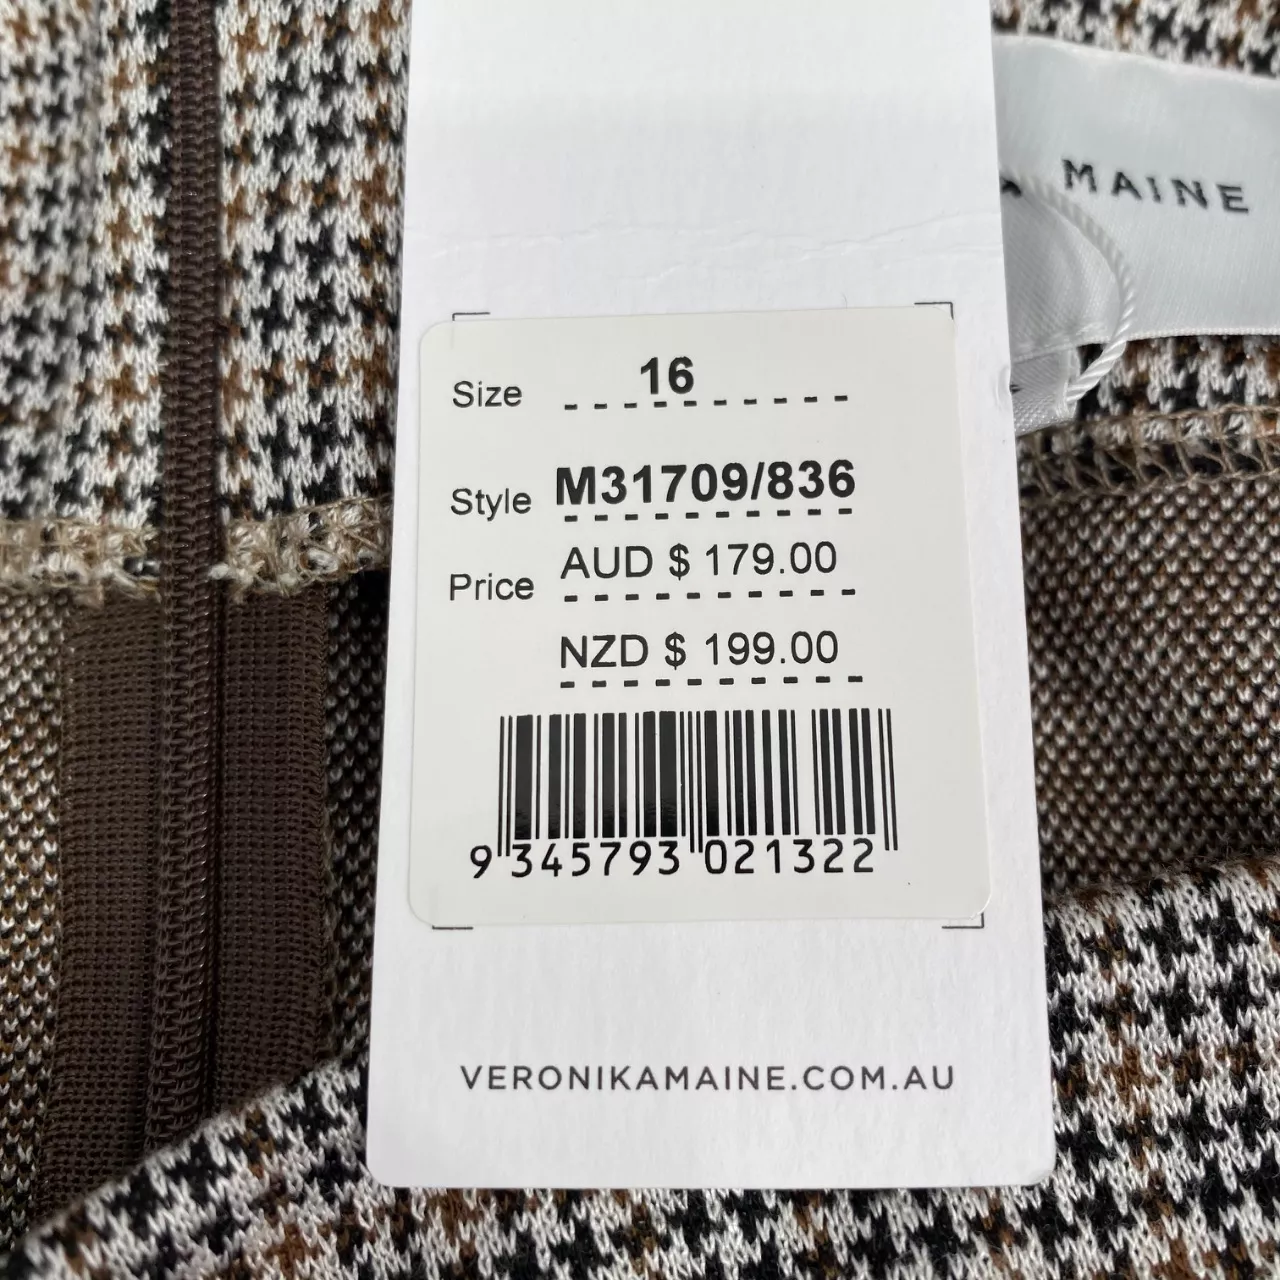 MAINE
Size 16
Style M31709/836
Price AUD $ 179.00
NZD $ 199.00
9 345793 021322
VERONIKAMAINE.COM.AU